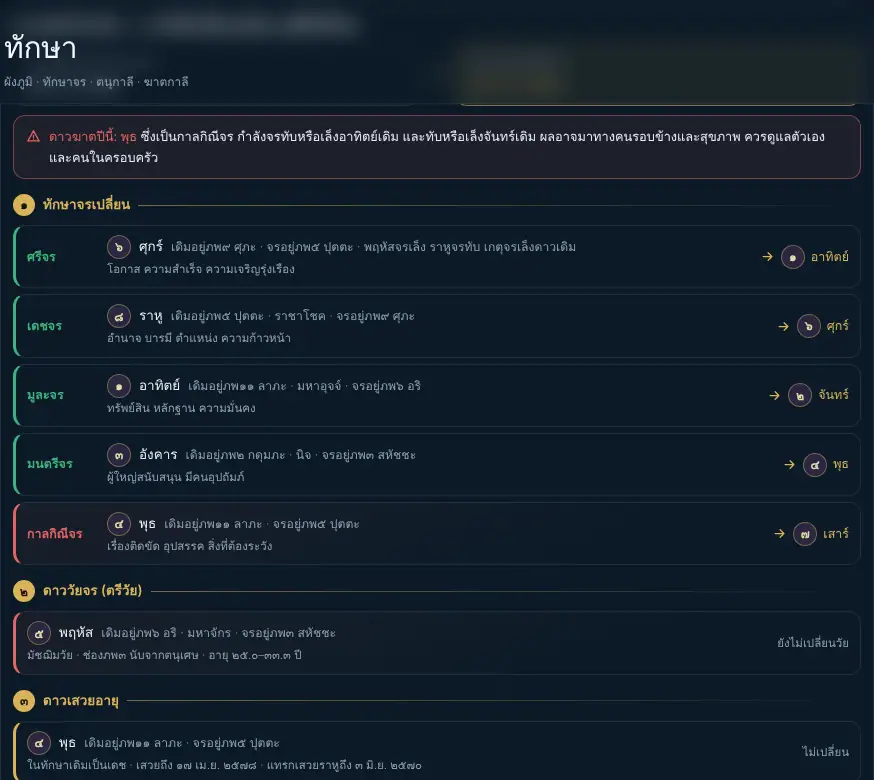 ทักษา
ผังภูมิ · ทักษาจร · ตนุกาลี · ฆาตกาลี
ดาวฆาตปีนี้: พุธ ซึ่งเป็นกาลกิณีจร กำลังจรทับหรือเล็งอาทิตย์เดิม และทับหรือเล็งจันทร์เดิม ผลอาจมาทางคนรอบข้างและสุขภาพ ควรดูแลตัวเอง
และคนในครอบครัว
๑ ทักษาจรเปลี่ยน
ศรีจร ๖ ศุกร์ เดิมอยู่ภพ๙ ศุภะ · จรอยู่ภพ๕ ปุตตะ · พฤหัสจรเล็ง ราหูจรทับ เกตุจรเล็งดาวเดิม → ๑ อาทิตย์
โอกาส ความสำเร็จ ความเจริญรุ่งเรือง
เดชจร ๘ ราหู เดิมอยู่ภพ๕ ปุตตะ · ราชาโชค · จรอยู่ภพ๙ ศุภะ → ๖ ศุกร์
อำนาจ บารมี ตำแหน่ง ความก้าวหน้า
มูละจร ๑ อาทิตย์ เดิมอยู่ภพ๑๑ ลาภะ · มหาอุจจ์ · จรอยู่ภพ๖ อริ → ๒ จันทร์
ทรัพย์สิน หลักฐาน ความมั่นคง
มนตรีจร ๓ อังคาร เดิมอยู่ภพ๒ กดุมภะ · นิจ · จรอยู่ภพ๓ สหัชชะ → ๔ พุธ
ผู้ใหญ่สนับสนุน มีคนอุปถัมภ์
กาลกิณีจร ๔ พุธ เดิมอยู่ภพ๑๑ ลาภะ · จรอยู่ภพ๕ ปุตตะ → ๗ เสาร์
เรื่องติดขัด อุปสรรค สิ่งที่ต้องระวัง
๒ ดาววัยจร (ตรีวัย)
๕ พฤหัส เดิมอยู่ภพ๖ อริ · มหาจักร · จรอยู่ภพ๓ สหัชชะ ยังไม่เปลี่ยนวัย
มัชฌิมวัย · ช่องภพ๓ นับจากตนุเศษ · อายุ ๒๕.๐–๓๓.๓ ปี
๓ ดาวเสวยอายุ
๔ พุธ เดิมอยู่ภพ๑๑ ลาภะ · จรอยู่ภพ๕ ปุตตะ ไม่เปลี่ยน
ในทักษาเดิมเป็นเดช · เสวยถึง ๑๗ เม.ย. ๒๕๗๘ · แทรกเสวยราหูถึง ๓ มิ.ย. ๒๕๗๐